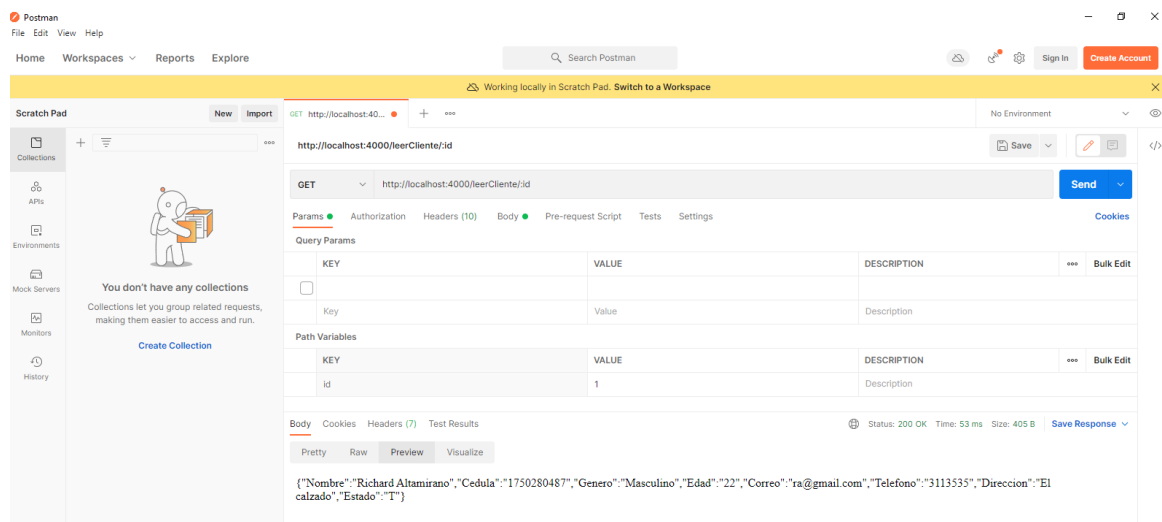 Postman
File Edit View Help
Home Workspaces Reports Explore
Search Postman
Sign In
Create Account
Working locally in Scratch Pad. Switch to a Workspace
Scratch Pad
New Import
GET http://localhost:40...
No Environment
Collections
APIs
Environments
Mock Servers
Monitors
History
You don't have any collections
Collections let you group related requests,
making them easier to access and run.
Create Collection
http://localhost:4000/leerCliente/:id
Save
GET http://localhost:4000/leerCliente/:id
Send
Params Authorization Headers (10) Body Pre-request Script Tests Settings
Cookies
Query Params
KEY VALUE DESCRIPTION Bulk Edit
Key Value Description
Path Variables
KEY VALUE DESCRIPTION Bulk Edit
id 1 Description
Body Cookies Headers (7) Test Results
Status: 200 OK Time: 53 ms Size: 405 B Save Response
Pretty Raw Preview Visualize
{"Nombre":"Richard Altamirano","Cedula":"1750280487","Genero":"Masculino","Edad":"22","Correo":"ra@gmail.com","Telefono":"3113535","Direccion":"El
calzado","Estado":"T"}